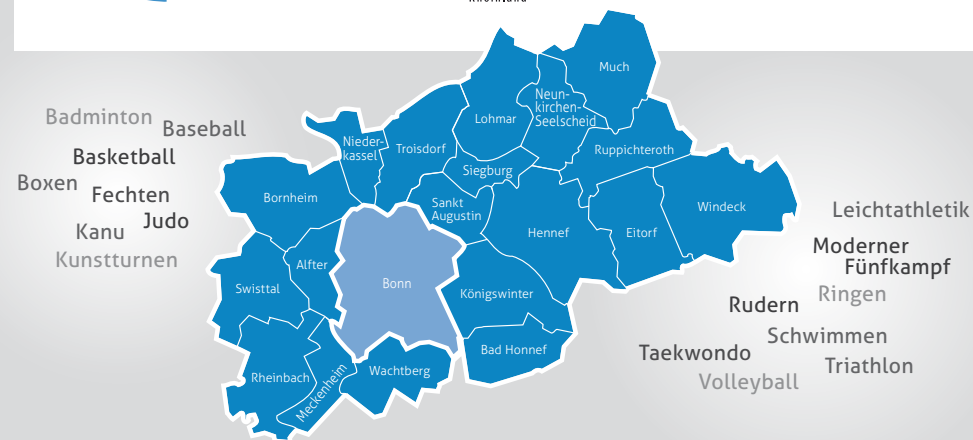 Rheinland
Much
Neun-
kirchen-
Seelscheid
Lohmar
Badminton
Baseball
Nieder-
kassel
Troisdorf
Ruppichteroth
Basketball
Siegburg
Boxen
Fechten
Bornheim
Sankt
Augustin
Windeck
Leichtathletik
Judo
Kanu
Hennef
Eitorf
Moderner
Fünfkampf
Kunstturnen
Alfter
Swisttal
Bonn
Königswinter
Ringen
Rudern
Schwimmen
Bad Honnef
Taekwondo
Triathlon
Rheinbach
Meckenheim
Wachtberg
Volleyball